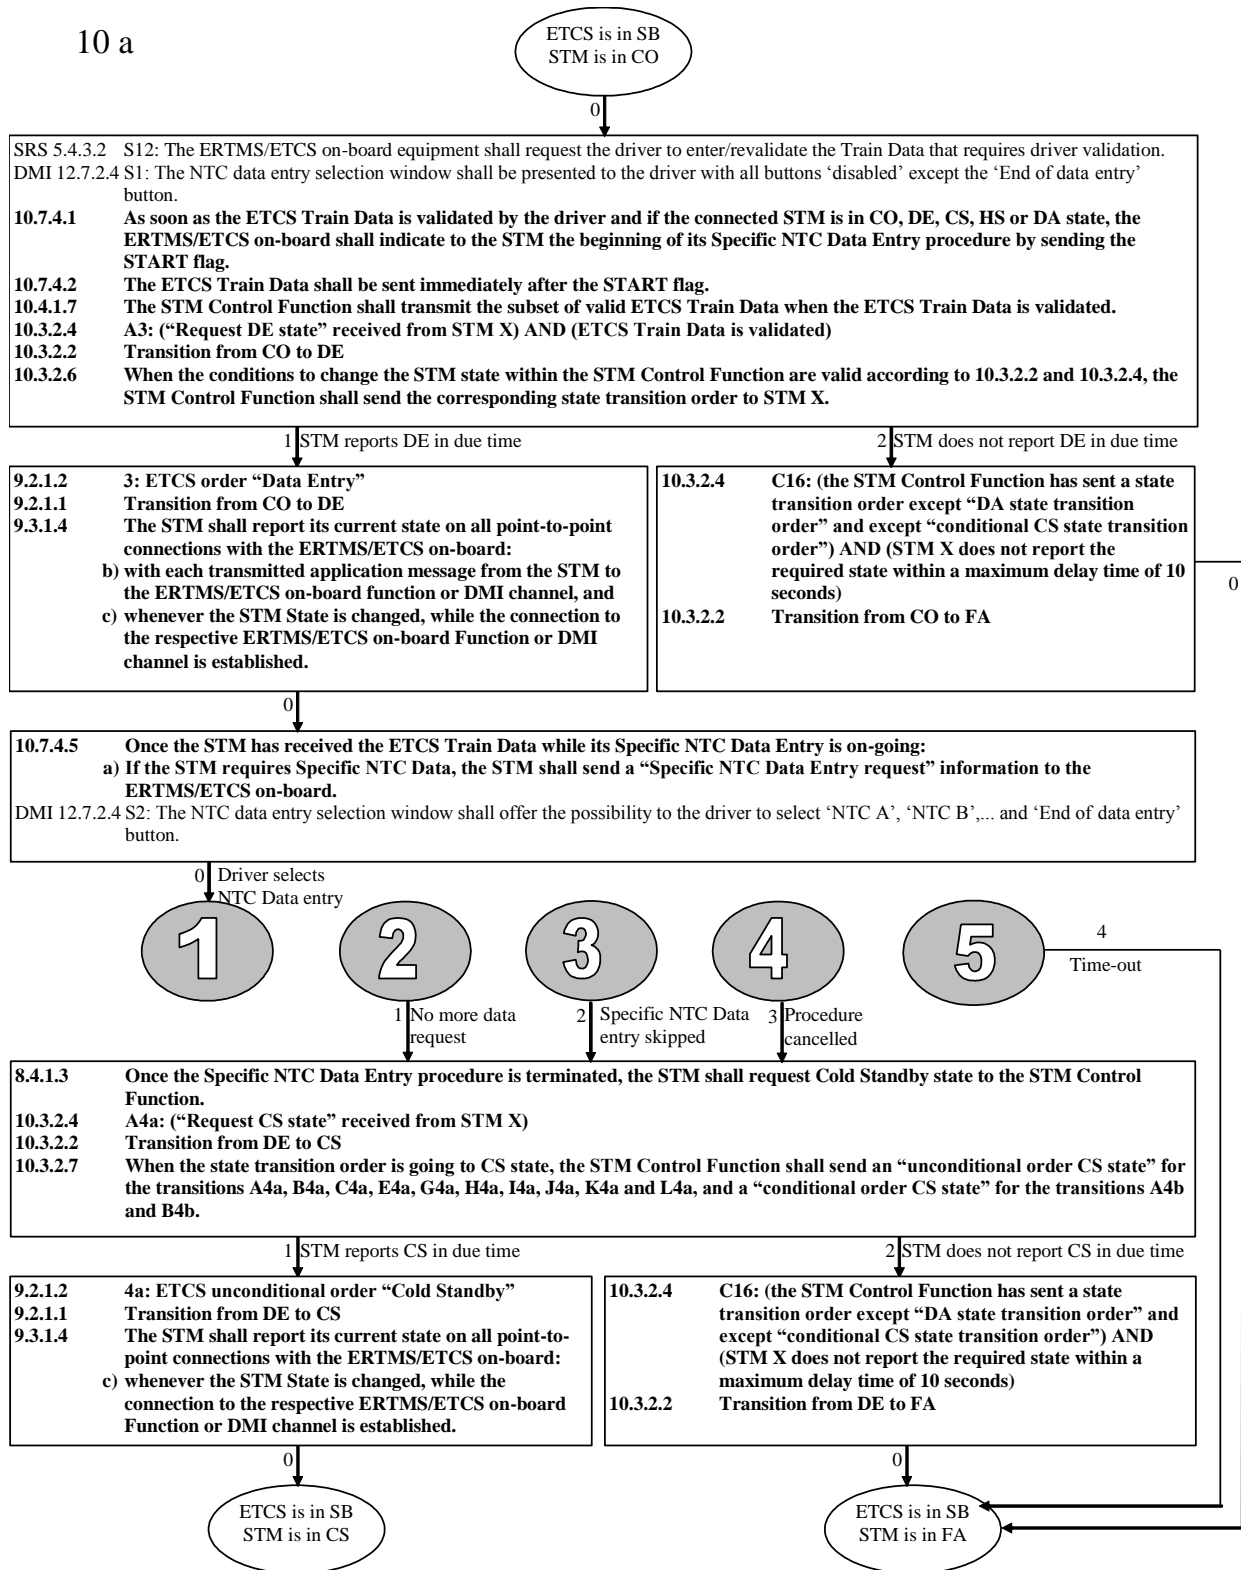 10 a
ETCS is in SB
STM is in CO
0
SRS 5.4.3.2 S12: The ERTMS/ETCS on-board equipment shall request the driver to enter/revalidate the Train Data that requires driver validation.
DMI 12.7.2.4 S1: The NTC data entry selection window shall be presented to the driver with all buttons ‘disabled’ except the ‘End of data entry’
button.
10.7.4.1 As soon as the ETCS Train Data is validated by the driver and if the connected STM is in CO, DE, CS, HS or DA state, the
ERTMS/ETCS on-board shall indicate to the STM the beginning of its Specific NTC Data Entry procedure by sending the
START flag.
10.7.4.2 The ETCS Train Data shall be sent immediately after the START flag.
10.4.1.7 The STM Control Function shall transmit the subset of valid ETCS Train Data when the ETCS Train Data is validated.
10.3.2.4 A3: (“Request DE state” received from STM X) AND (ETCS Train Data is validated)
10.3.2.2 Transition from CO to DE
10.3.2.6 When the conditions to change the STM state within the STM Control Function are valid according to 10.3.2.2 and 10.3.2.4, the
STM Control Function shall send the corresponding state transition order to STM X.
1 STM reports DE in due time
2 STM does not report DE in due time
9.2.1.2 3: ETCS order “Data Entry”
9.2.1.1 Transition from CO to DE
9.3.1.4 The STM shall report its current state on all point-to-point
connections with the ERTMS/ETCS on-board:
b) with each transmitted application message from the STM to
the ERTMS/ETCS on-board function or DMI channel, and
c) whenever the STM State is changed, while the connection to
the respective ERTMS/ETCS on-board Function or DMI
channel is established.
10.3.2.4 C16: (the STM Control Function has sent a state
transition order except “DA state transition
order” and except “conditional CS state transition
order”) AND (STM X does not report the
required state within a maximum delay time of 10
seconds)
10.3.2.2 Transition from CO to FA
0
0
10.7.4.5 Once the STM has received the ETCS Train Data while its Specific NTC Data Entry is on-going:
a) If the STM requires Specific NTC Data, the STM shall send a “Specific NTC Data Entry request” information to the
ERTMS/ETCS on-board.
DMI 12.7.2.4 S2: The NTC data entry selection window shall offer the possibility to the driver to select ‘NTC A’, ‘NTC B’,... and ‘End of data entry’
button.
0 Driver selects
NTC Data entry
1
2
3
4
5
4
Time-out
1 No more data
request
2 Specific NTC Data
entry skipped
3 Procedure
cancelled
8.4.1.3 Once the Specific NTC Data Entry procedure is terminated, the STM shall request Cold Standby state to the STM Control
Function.
10.3.2.4 A4a: (“Request CS state” received from STM X)
10.3.2.2 Transition from DE to CS
10.3.2.7 When the state transition order is going to CS state, the STM Control Function shall send an “unconditional order CS state” for
the transitions A4a, B4a, C4a, E4a, G4a, H4a, I4a, J4a, K4a and L4a, and a “conditional order CS state” for the transitions A4b
and B4b.
1 STM reports CS in due time
2 STM does not report CS in due time
9.2.1.2 4a: ETCS unconditional order “Cold Standby”
9.2.1.1 Transition from DE to CS
9.3.1.4 The STM shall report its current state on all point-to-
point connections with the ERTMS/ETCS on-board:
c) whenever the STM State is changed, while the
connection to the respective ERTMS/ETCS on-board
Function or DMI channel is established.
10.3.2.4 C16: (the STM Control Function has sent a state
transition order except “DA state transition order” and
except “conditional CS state transition order”) AND
(STM X does not report the required state within a
maximum delay time of 10 seconds)
10.3.2.2 Transition from DE to FA
0
0
ETCS is in SB
STM is in CS
ETCS is in SB
STM is in FA